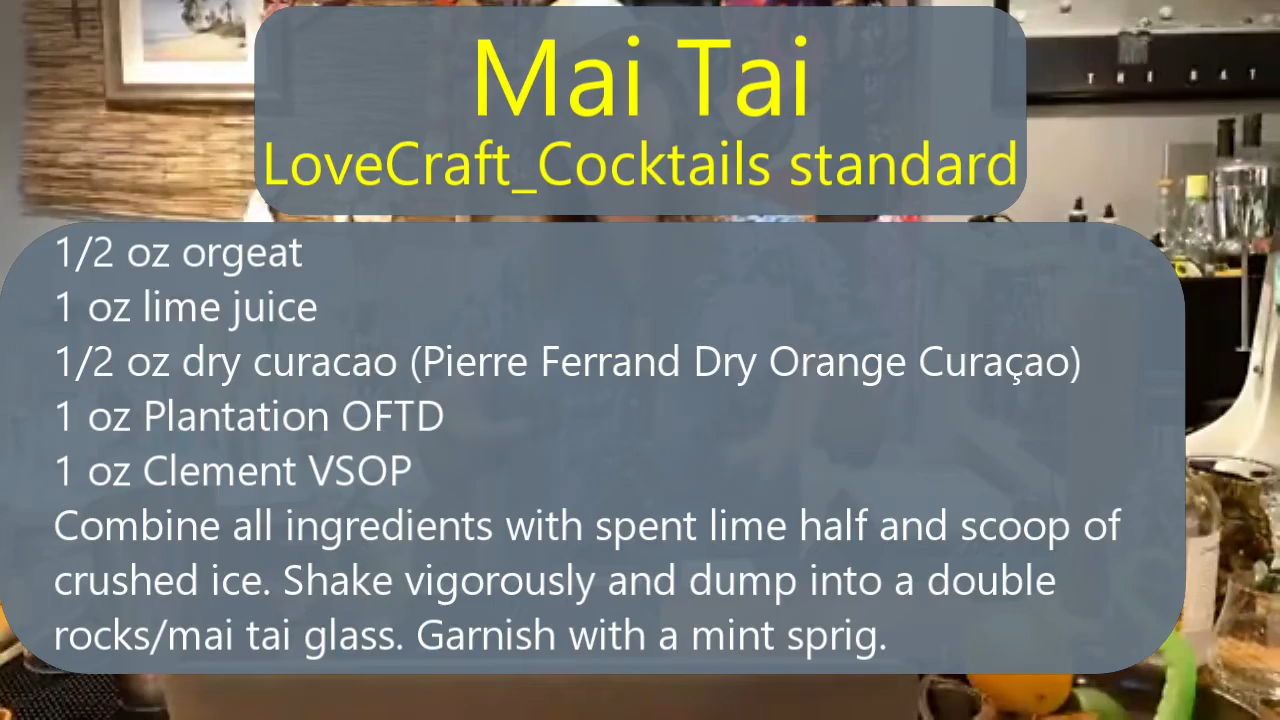 Mai Tai
LoveCraft_Cocktails standard
THE BAT
1/2 oz orgeat
1 oz lime juice
1/2 oz dry curacao (Pierre Ferrand Dry Orange Curaçao)
1 oz Plantation OFTD
1 oz Clement VSOP
Combine all ingredients with spent lime half and scoop of
crushed ice. Shake vigorously and dump into a double
rocks/mai tai glass. Garnish with a mint sprig.